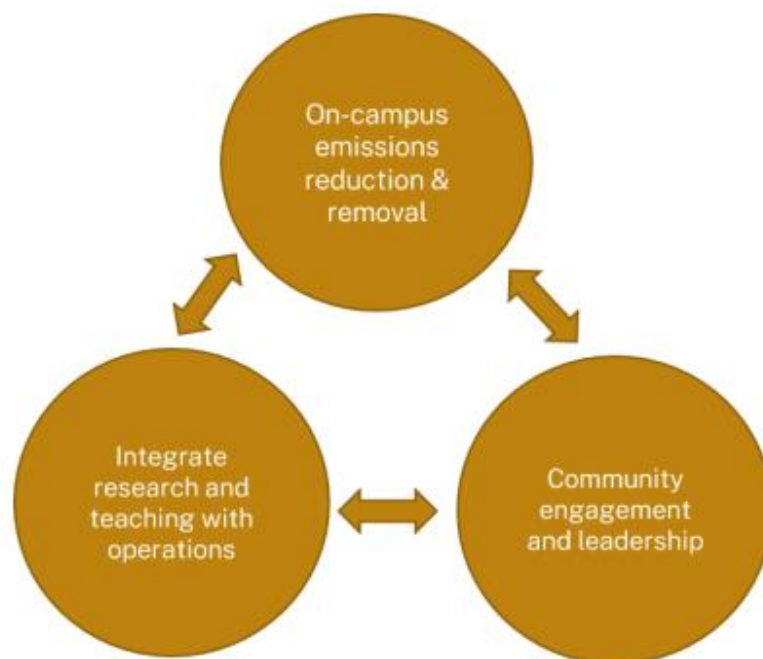 On-campus
emissions
reduction &
removal
Integrate
research and
teaching with
operations
Community
engagement
and leadership